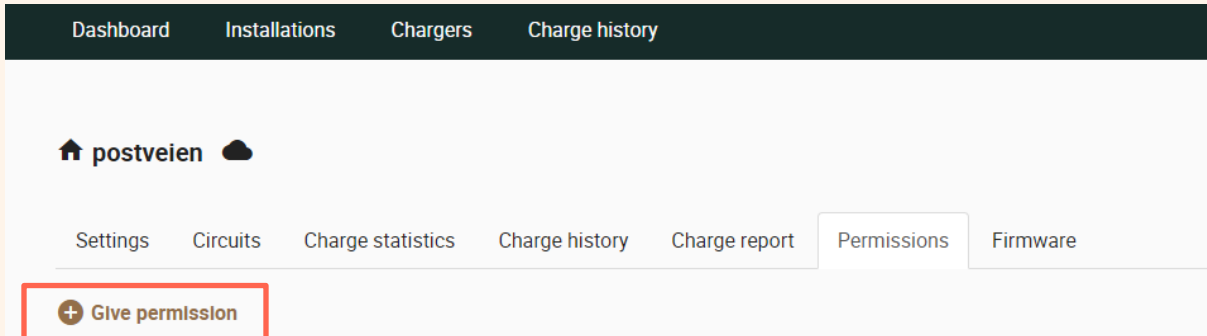 Dashboard Installations Chargers Charge history
postveien
Settings Circuits Charge statistics Charge history Charge report Permissions Firmware
Give permission